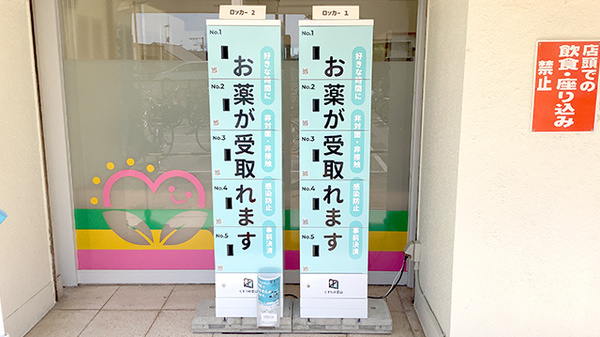 ロッカー 2
No.1
No.2
No.3
No.4
No.5
お薬が受取れます
好きな時間に
非対面・非接触
感染防止
事前決済
ロッカー 1
No.1
No.2
No.3
No.4
No.5
お薬が受取れます
好きな時間に
非対面・非接触
感染防止
事前決済
店頭での
飲食・座り込み
禁止